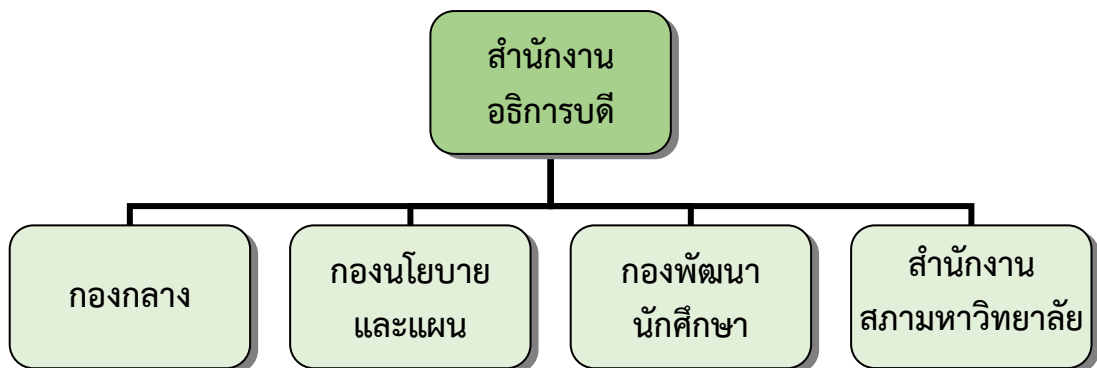 สำนักงาน
อธิการบดี
กองกลาง
กองนโยบาย
และแผน
กองพัฒนา
นักศึกษา
สำนักงาน
สภามหาวิทยาลัย